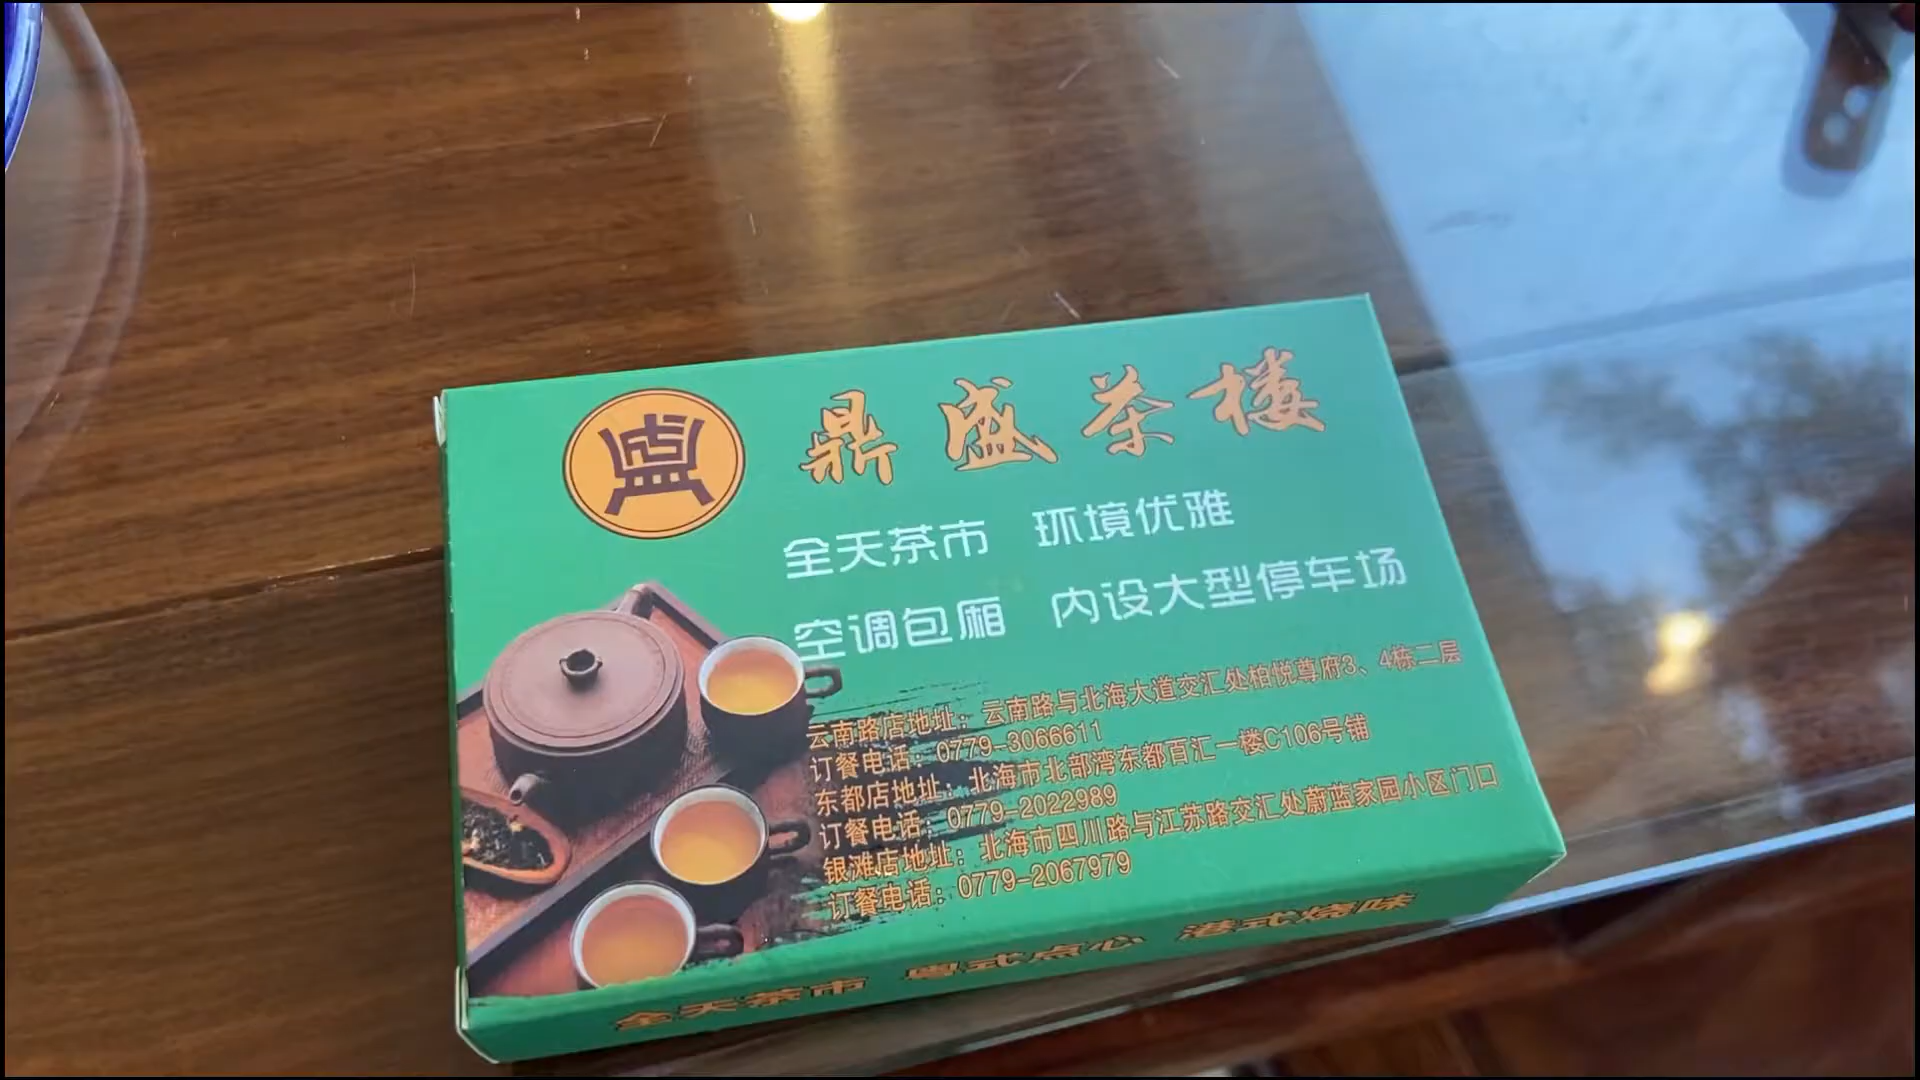 鼎盛茶楼
全天茶市 环境优雅
空调包厢 内设大型停车场
云南路店地址：云南路与北海大道交汇处柏悦尊府3、4栋二层
订餐电话：0779-3066611
东都店地址：北海市北部湾东都百汇一楼C106号铺
订餐电话：0779-2022989
银滩店地址：北海市四川路与江苏路交汇处蔚蓝家园小区门口
订餐电话：0779-2067979
全天茶市 粤式点心 港式烧味